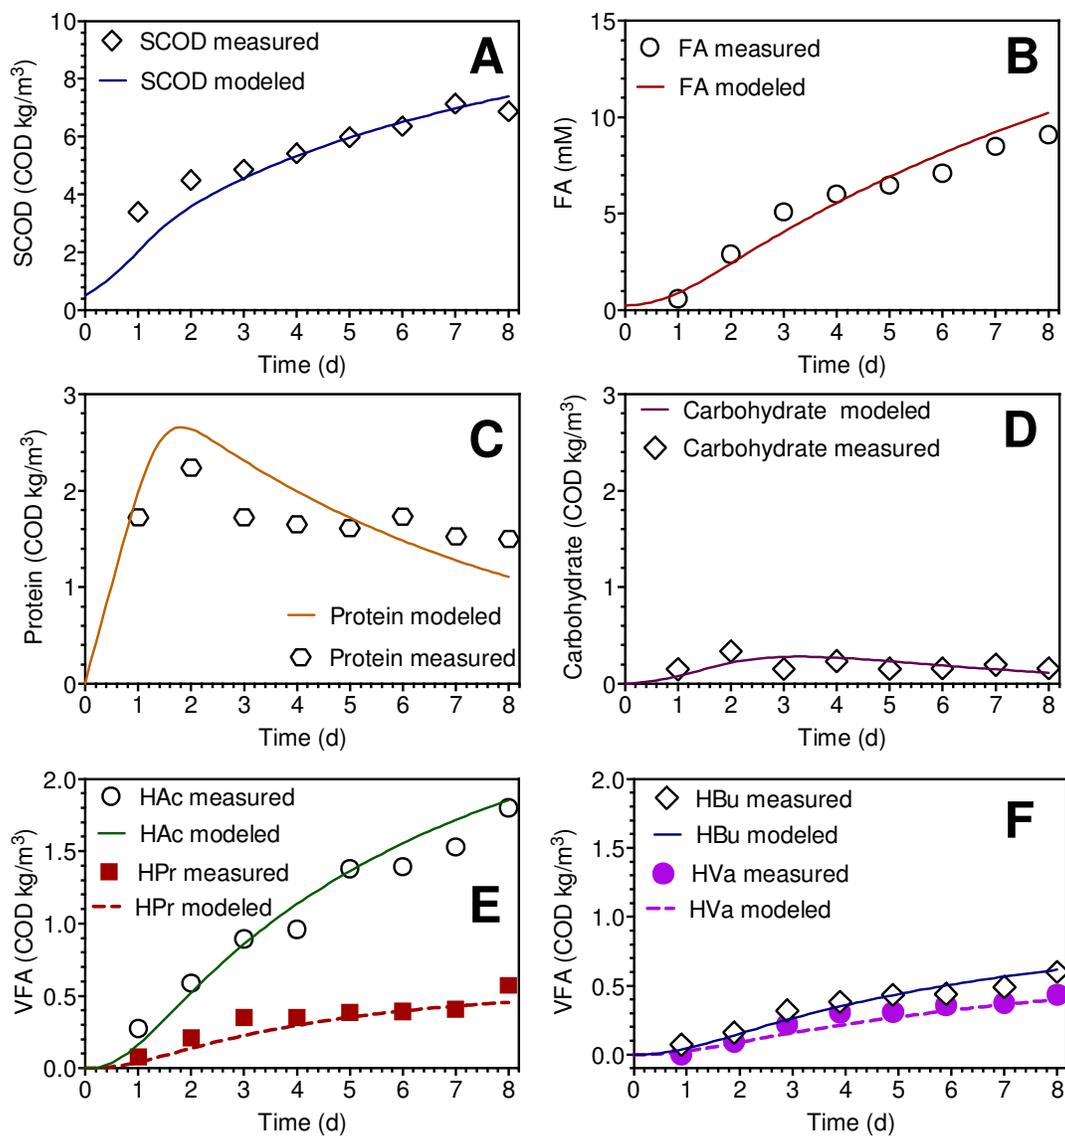 SCOD measured
SCOD modeled
A
10
8
6
4
2
0
SCOD (COD kg/m³)
0 1 2 3 4 5 6 7 8
Time (d)
FA measured
FA modeled
B
15
10
5
0
FA (mM)
0 1 2 3 4 5 6 7 8
Time (d)
C
3
2
1
0
Protein (COD kg/m³)
Protein modeled
Protein measured
0 1 2 3 4 5 6 7 8
Time (d)
Carbohydrate modeled
Carbohydrate measured
D
3
2
1
0
Carbohydrate (COD kg/m³)
0 1 2 3 4 5 6 7 8
Time (d)
HAc measured
HAc modeled
HPr measured
HPr modeled
E
2.0
1.5
1.0
0.5
0.0
VFA (COD kg/m³)
0 1 2 3 4 5 6 7 8
Time (d)
HBu measured
HBu modeled
HVa measured
HVa modeled
F
2.0
1.5
1.0
0.5
0.0
VFA (COD kg/m³)
0 1 2 3 4 5 6 7 8
Time (d)